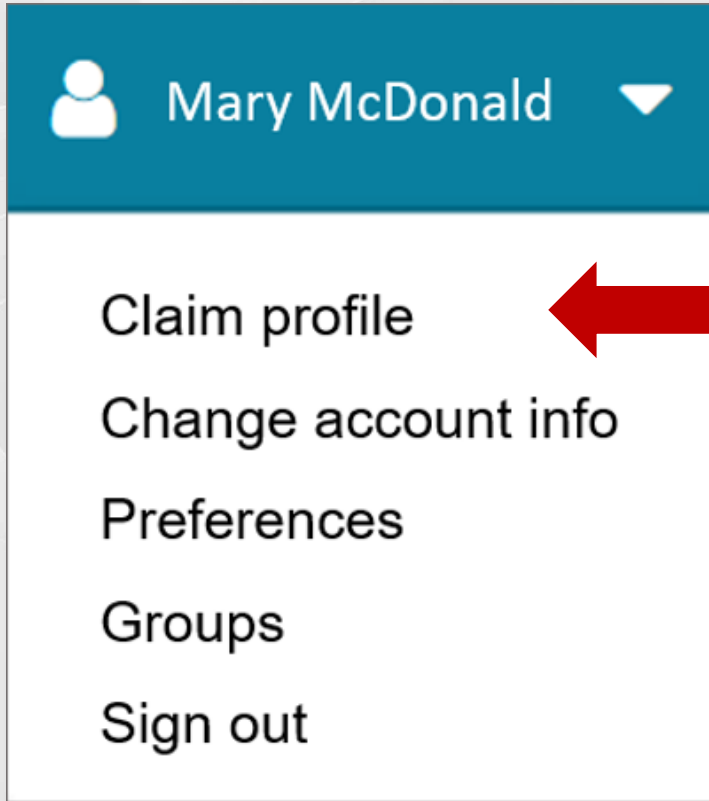 Mary McDonald
Claim profile
Change account info
Preferences
Groups
Sign out